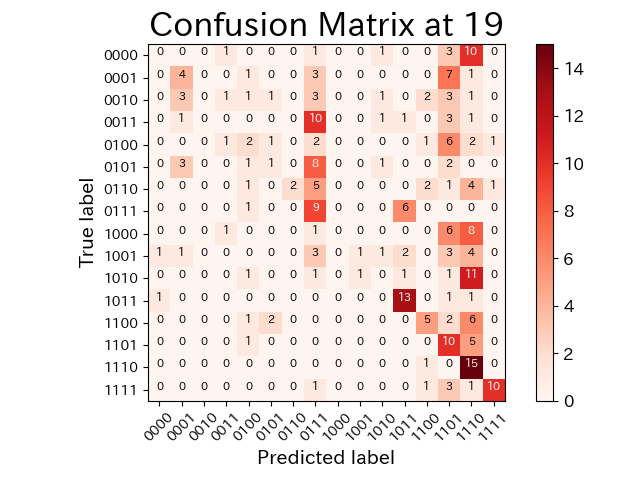 Confusion Matrix at 19
0000 0 0 0 1 0 0 0 1 0 0 1 0 0 3 10 0
0001 0 4 0 0 1 0 0 3 0 0 0 0 0 7 1 0
0010 0 3 0 1 1 1 0 3 0 0 1 0 2 3 1 0
0011 0 1 0 0 0 0 0 10 0 0 1 1 0 3 1 0
0100 0 0 0 1 2 1 0 2 0 0 0 0 1 6 2 1
0101 0 3 0 0 1 1 0 8 0 0 1 0 0 2 0 0
0110 0 0 0 0 1 0 2 5 0 0 0 0 2 1 4 1
0111 0 0 0 0 1 0 0 9 0 0 0 6 0 0 0 0
1000 0 0 0 1 0 0 0 1 0 0 0 0 0 6 8 0
1001 1 1 0 0 0 0 0 3 0 1 1 2 0 3 4 0
1010 0 0 0 0 1 0 0 1 0 1 0 1 0 1 11 0
1011 1 0 0 0 0 0 0 0 0 0 0 13 0 1 1 0
1100 0 0 0 0 1 2 0 0 0 0 0 0 5 2 6 0
1101 0 0 0 0 1 0 0 0 0 0 0 0 0 10 5 0
1110 0 0 0 0 0 0 0 0 0 0 0 0 1 0 15 0
1111 0 0 0 0 0 0 0 1 0 0 0 0 1 3 1 10
0000 0001 0010 0011 0100 0101 0110 0111 1000 1001 1010 1011 1100 1101 1110 1111
Predicted label
True label
14
12
10
8
6
4
2
0